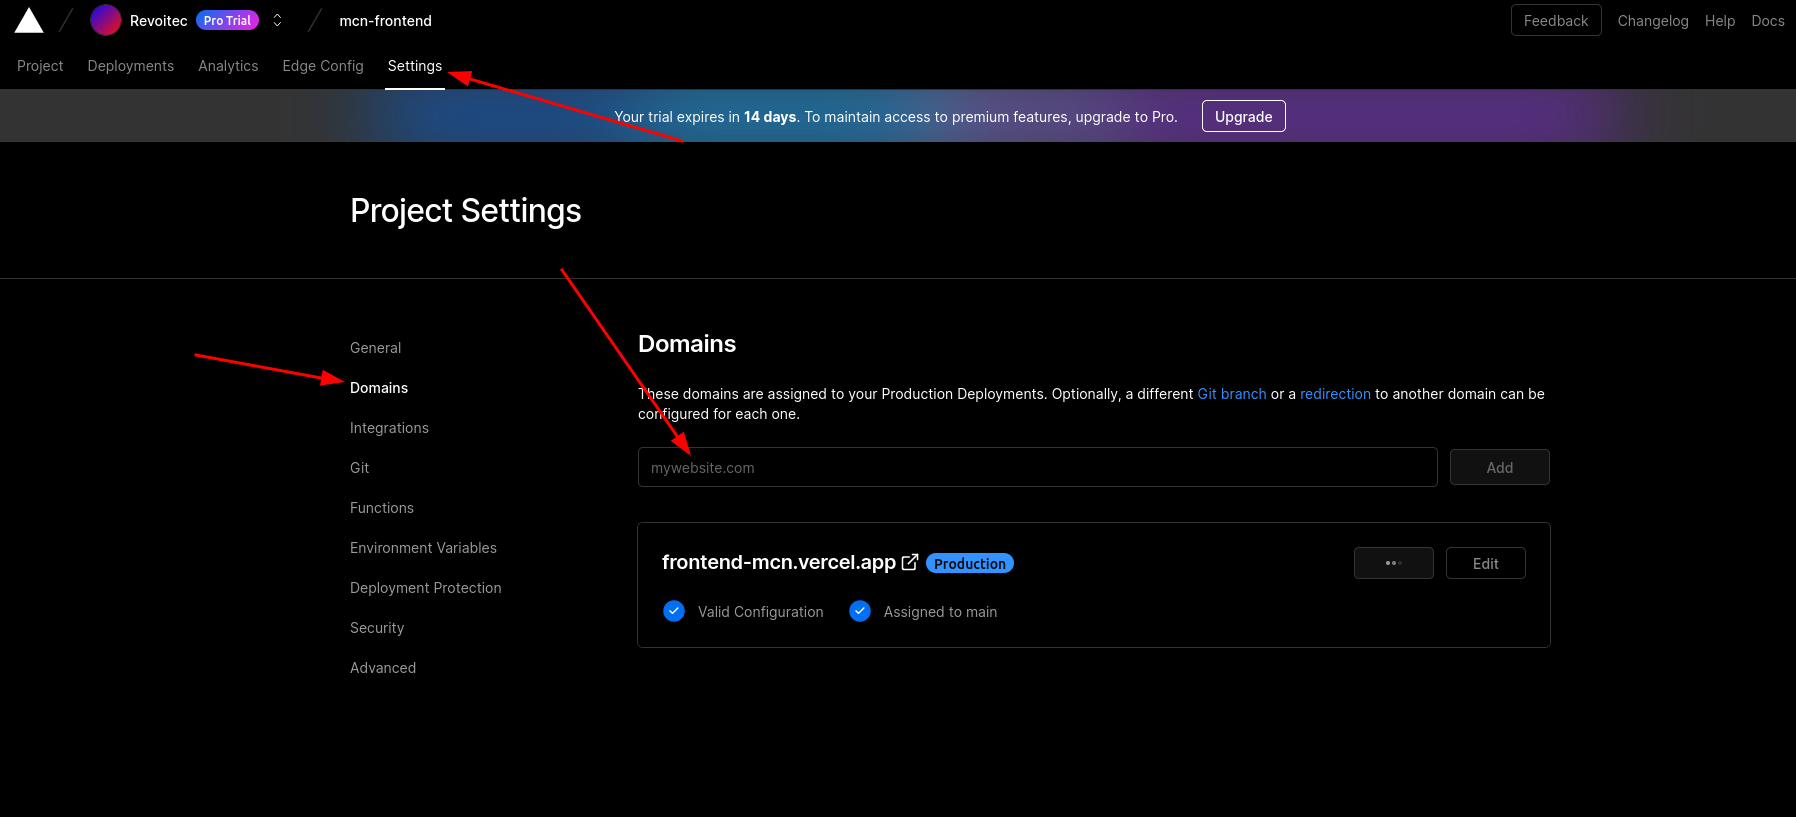 Revoitec Pro Trial mcn-frontend Feedback Changelog Help Docs
Project Deployments Analytics Edge Config Settings
Your trial expires in 14 days. To maintain access to premium features, upgrade to Pro. Upgrade
Project Settings
General
Domains
Integrations
Git
Functions
Environment Variables
Deployment Protection
Security
Advanced
Domains
These domains are assigned to your Production Deployments. Optionally, a different Git branch or a redirection to another domain can be
configured for each one.
mywebsite.com Add
frontend-mcn.vercel.app Production Edit
Valid Configuration Assigned to main